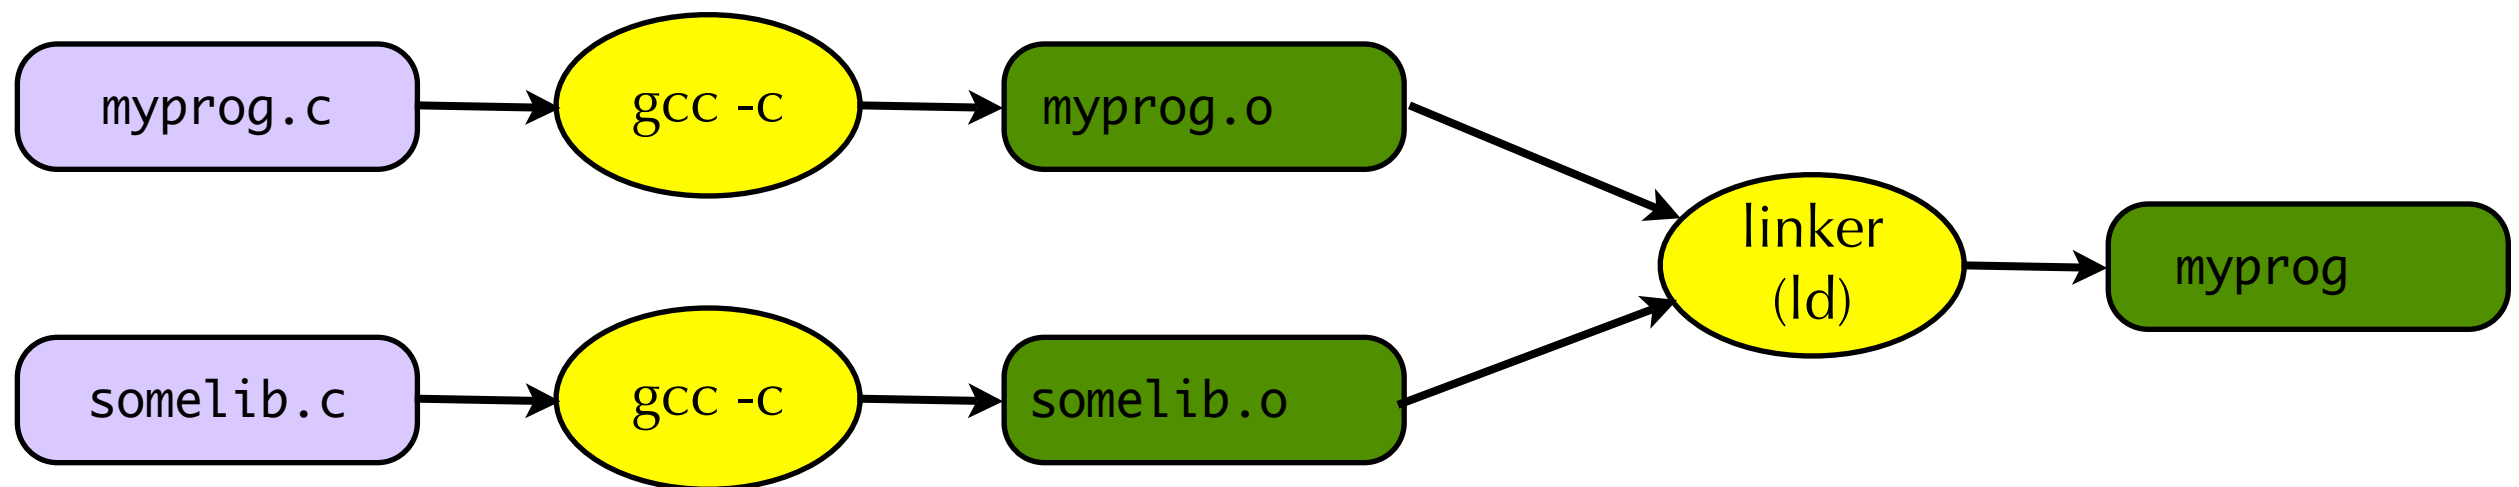 myprog.c
gcc -c
myprog.o
somelib.c
gcc -c
somelib.o
linker
(ld)
myprog